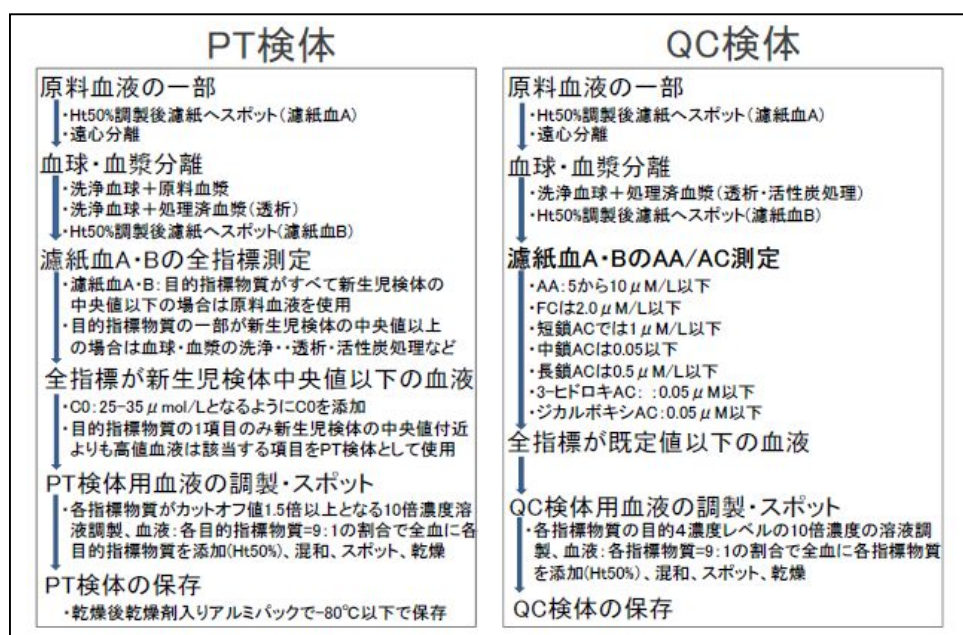 PT検体
原料血液の一部
・Ht50%調製後濾紙へスポット(濾紙血A)
・遠心分離
血球・血漿分離
・洗浄血球＋原料血漿
・洗浄血球＋処理済血漿(透析)
・Ht50%調製後濾紙へスポット(濾紙血B)
濾紙血A・Bの全指標測定
・濾紙血A・B:目的指標物質がすべて新生児検体の
中央値以下の場合は原料血液を使用
・目的指標物質の一部が新生児検体の中央値以上
の場合は血球・血漿の洗浄・・透析・活性炭処理など
全指標が新生児検体中央値以下の血液
・C0:25-35μmol/LとなるようにC0を添加
・目的指標物質の1項目のみ新生児検体の中央値付近
よりも高値血液は該当する項目をPT検体として使用
PT検体用血液の調製・スポット
・各指標物質がカットオフ値1.5倍以上となる10倍濃度溶
液調製、血液:各目的指標物質=9:1の割合で全血に各
目的指標物質を添加(Ht50%)、混和、スポット、乾燥
PT検体の保存
・乾燥後乾燥剤入りアルミパックで-80℃以下で保存
QC検体
原料血液の一部
・Ht50%調製後濾紙へスポット(濾紙血A)
・遠心分離
血球・血漿分離
・洗浄血球＋処理済血漿(透析・活性炭処理)
・Ht50%調製後濾紙へスポット(濾紙血B)
濾紙血A・BのAA/AC測定
・AA:5から10μM/L以下
・FCは2.0μM/L以下
・短鎖ACでは1μM/L以下
・中鎖ACは0.05以下
・長鎖ACは0.5μM/L以下
・3-ヒドロキAC: :0.05μM以下
・ジカルボキシAC:0.05μM以下
全指標が既定値以下の血液
QC検体用血液の調製・スポット
・各指標物質の目的4濃度レベルの10倍濃度の溶液調
製、血液:各指標物質=9:1の割合で全血に各指標物質
を添加(Ht50%)、混和、スポット、乾燥
QC検体の保存